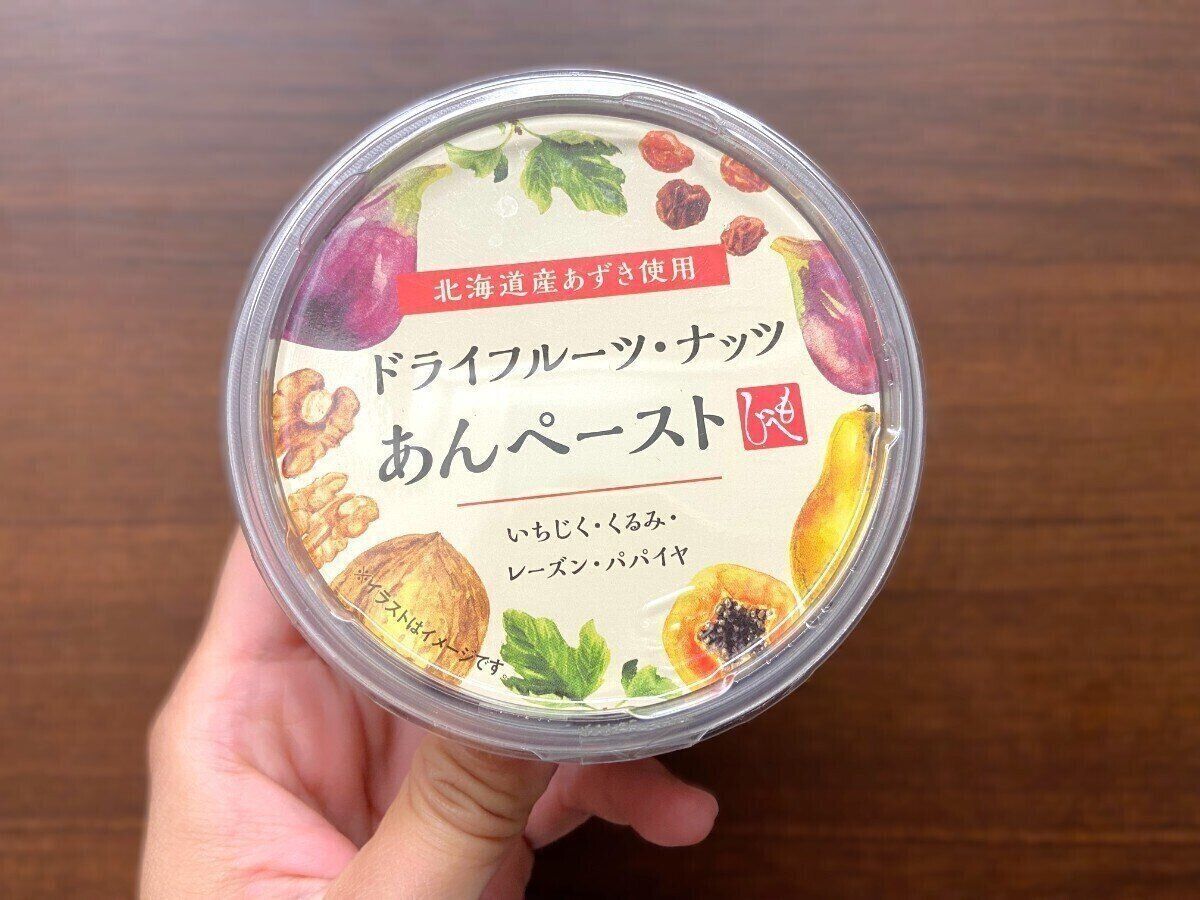 北海道産あずき使用
ドライフルーツ・ナッツ
あんペースト
もへじ
いちじく・くるみ・
レーズン・パパイヤ
※イラストはイメージです。